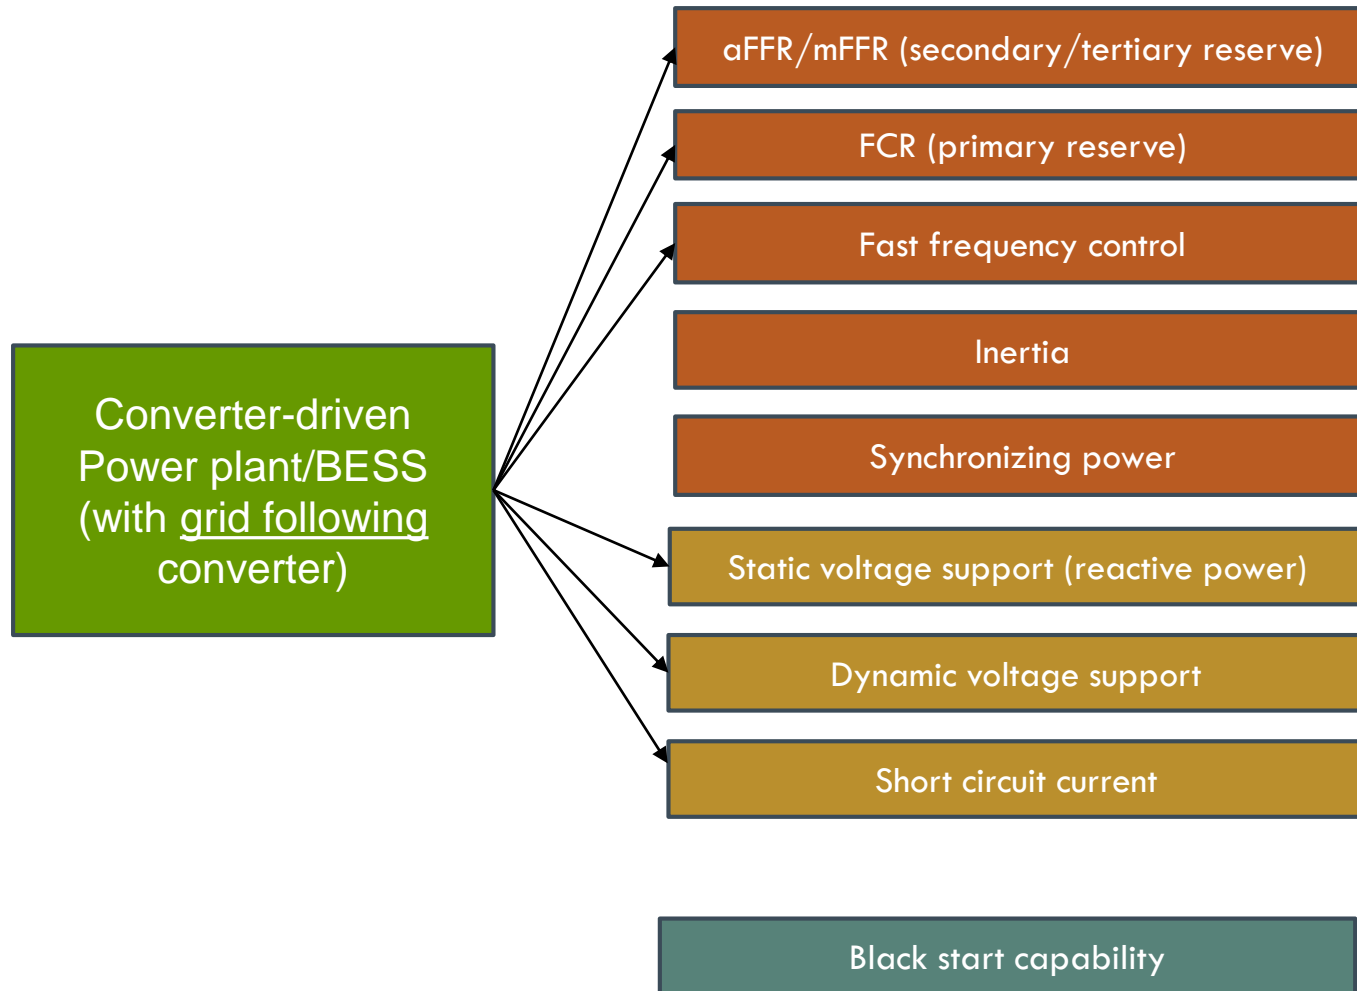 aFFR/mFFR (secondary/tertiary reserve)
FCR (primary reserve)
Fast frequency control
Inertia
Converter-driven
Power plant/BESS
(with grid following
converter)
Synchronizing power
Static voltage support (reactive power)
Dynamic voltage support
Short circuit current
Black start capability